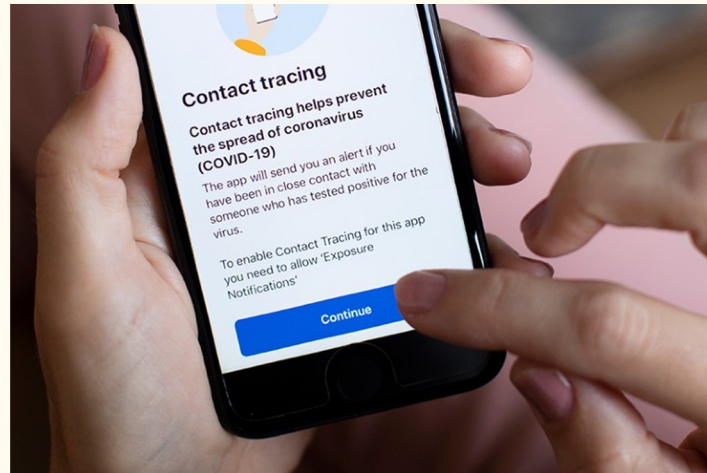 Contact tracing
Contact tracing helps prevent
the spread of coronavirus
(COVID-19)
The app will send you an alert if you
have been in close contact with
someone who has tested positive for the
virus.
To enable Contact Tracing for this app
you need to allow 'Exposure
Notifications'
Continue